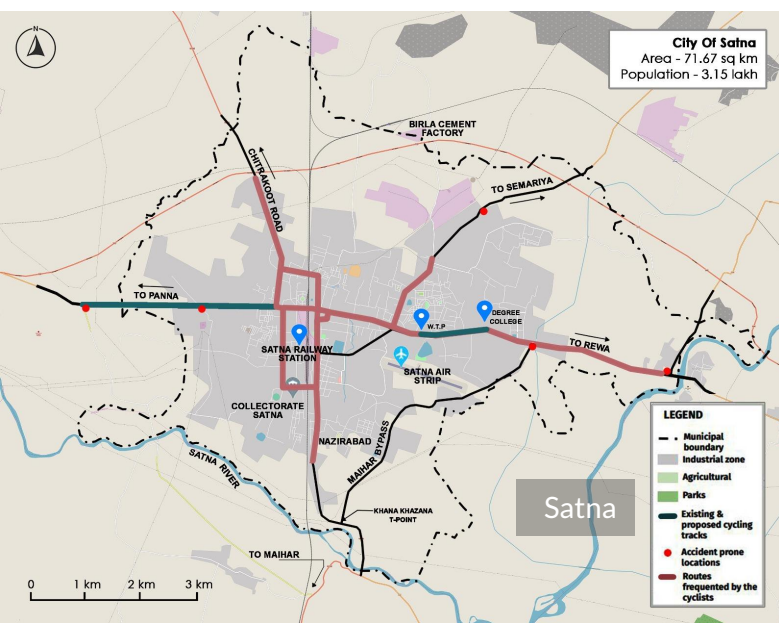 N
City Of Satna
Area - 71.67 sq km
Population - 3.15 lakh
BIRLA CEMENT
FACTORY
CHITRAKOOT ROAD
TO SEMARIYA
TO PANNA
W.T.P
DEGREE
COLLEGE
SATNA RAILWAY
STATION
TO REWA
SATNA AIR
STRIP
COLLECTORATE
SATNA
NAZIRABAD
MAIHAR BYPASS
SATNA RIVER
KHANA KHAZANA
T-POINT
TO MAIHAR
Satna
0 1 km 2 km 3 km
LEGEND
Municipal
boundary
Industrial zone
Agricultural
Parks
Existing &
proposed cycling
tracks
Accident prone
locations
Routes
frequented by the
cyclists